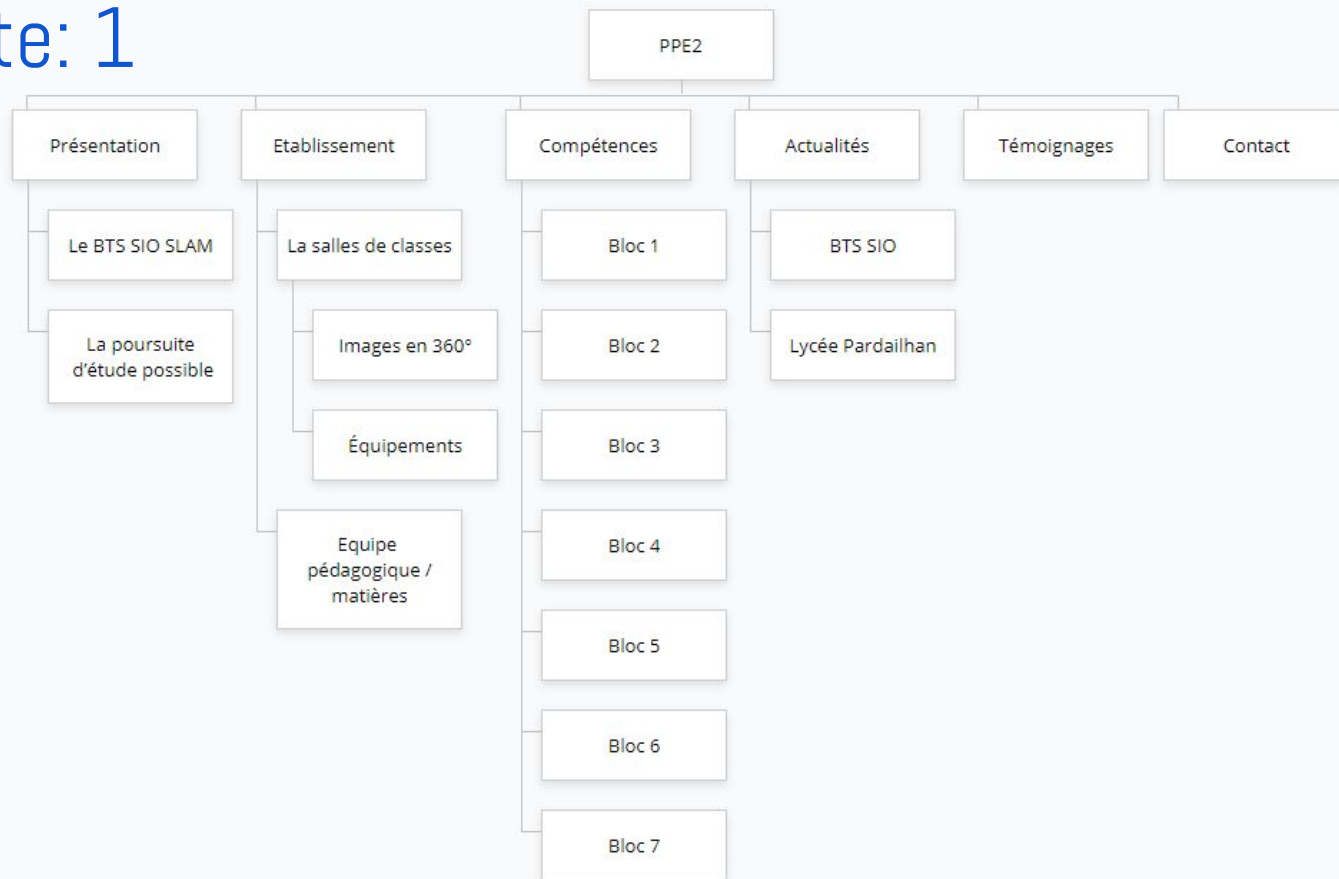 te: 1
PPE2
Présentation
Etablissement
Compétences
Actualités
Témoignages
Contact
Le BTS SIO SLAM
La poursuite
d'étude possible
La salles de classes
Images en 360°
Équipements
Equipe
pédagogique /
matières
Bloc 1
Bloc 2
Bloc 3
Bloc 4
Bloc 5
Bloc 6
Bloc 7
BTS SIO
Lycée Pardailhan